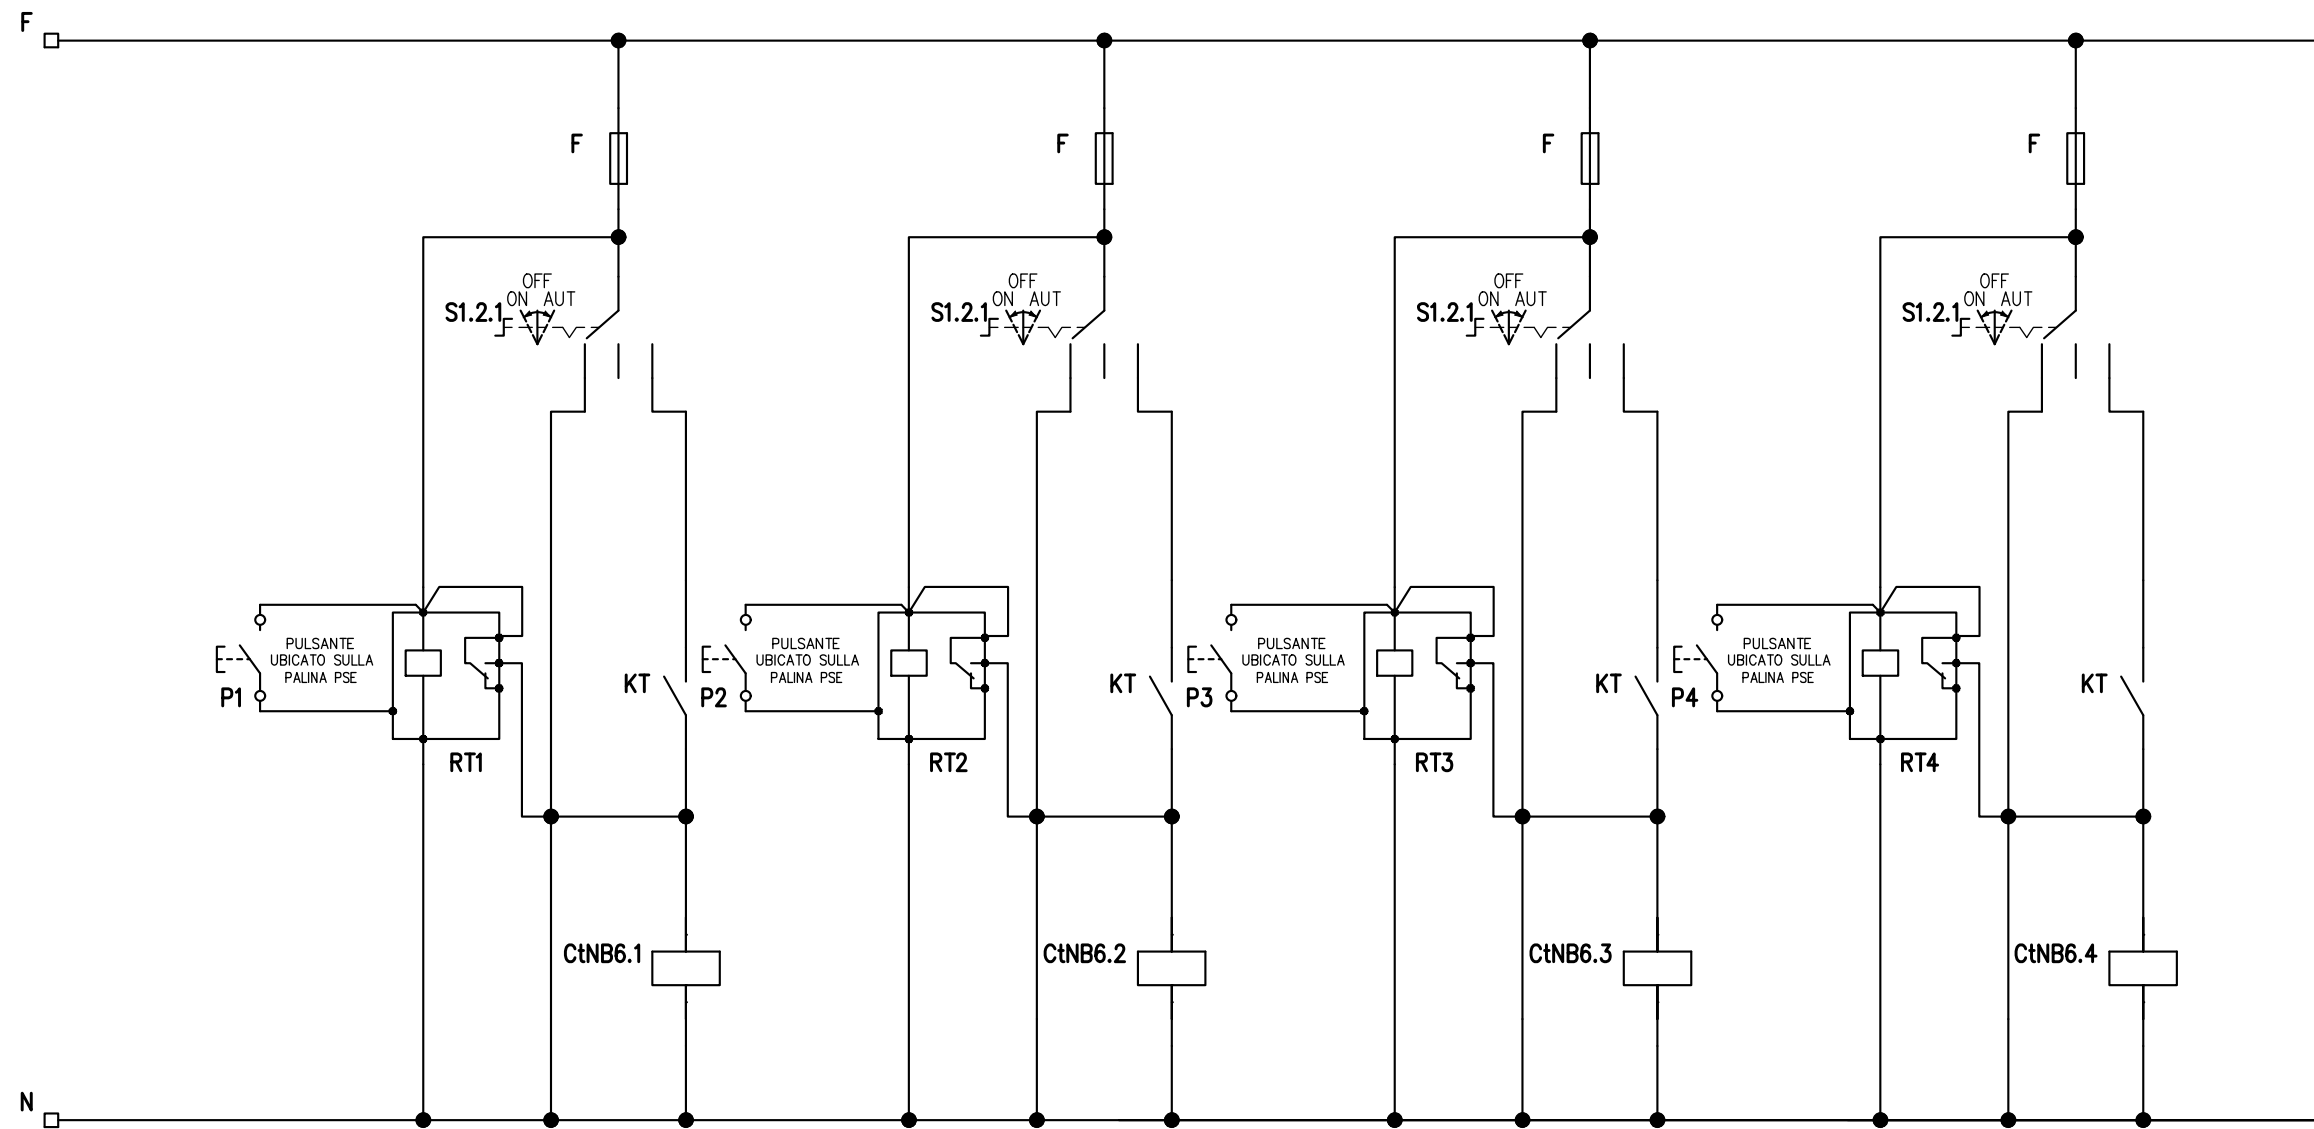 F
F
F
F
F
OFF
ON AUT
S1.2.1
OFF
ON AUT
S1.2.1
OFF
ON AUT
S1.2.1
OFF
ON AUT
S1.2.1
PULSANTE
UBICATO SULLA
PALINA PSE
P1
KT
RT1
PULSANTE
UBICATO SULLA
PALINA PSE
P2
KT
RT2
PULSANTE
UBICATO SULLA
PALINA PSE
P3
KT
RT3
PULSANTE
UBICATO SULLA
PALINA PSE
P4
KT
RT4
CtNB6.1
CtNB6.2
CtNB6.3
CtNB6.4
N